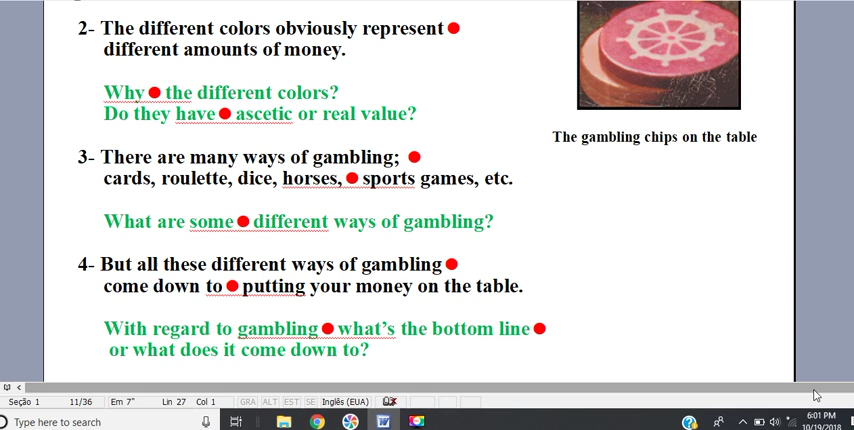 2- The different colors obviously represent
different amounts of money.
Why the different colors?
Do they have ascetic or real value?
The gambling chips on the table
3- There are many ways of gambling;
cards, roulette, dice, horses, sports games, etc.
What are some different ways of gambling?
4- But all these different ways of gambling
come down to putting your money on the table.
With regard to gambling what's the bottom line
or what does it come down to?
Seção 1 11/36 Em 7" Lin 27 Col 1 GRA ALT EST SE Inglês (EUA)
Type here to search
6:01 PM
10/19/2018